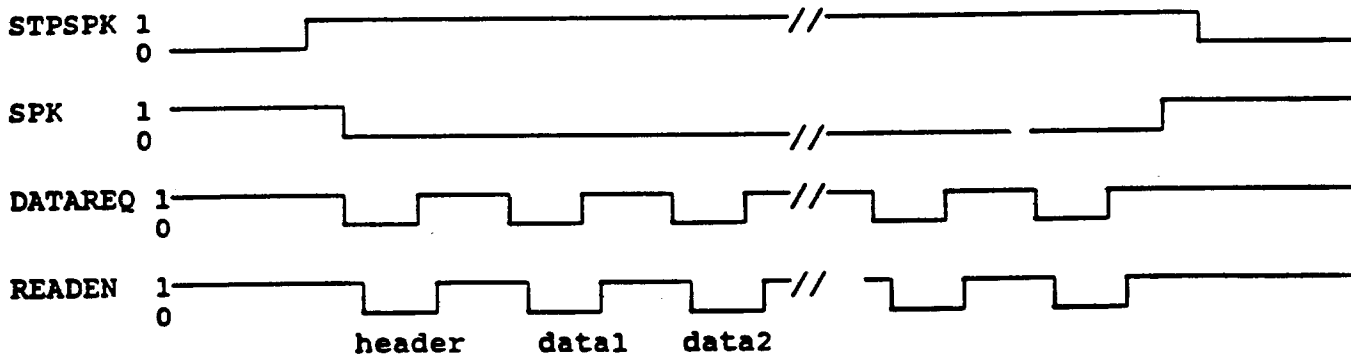 STPSPK 1
0
SPK 1
0
DATAREQ 1
0
READEN 1
0
header data1 data2